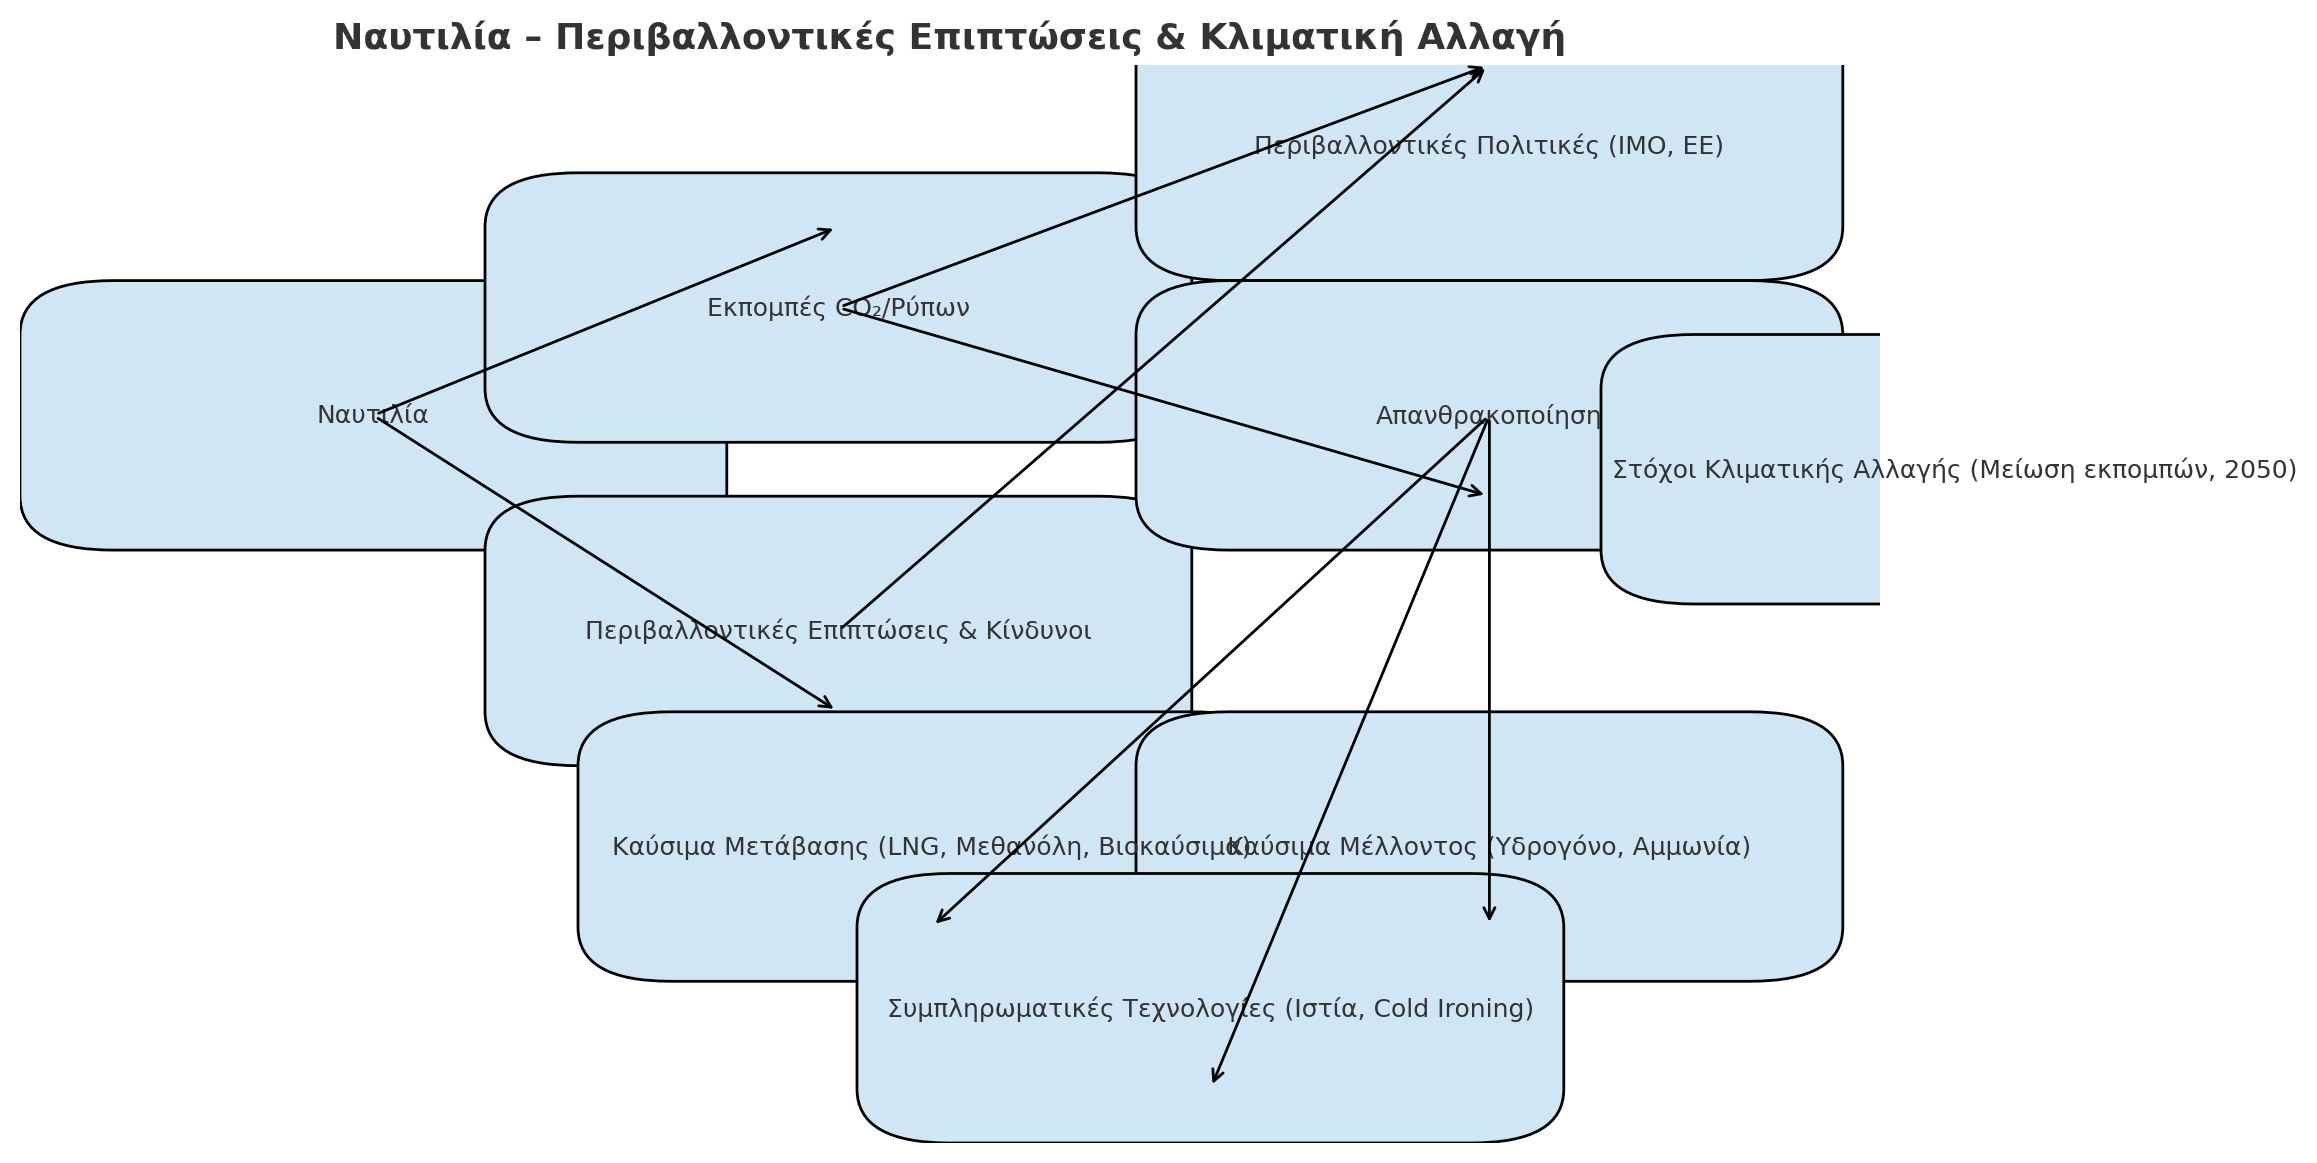 Ναυτιλία – Περιβαλλοντικές Επιπτώσεις & Κλιματική Αλλαγή
Περιβαλλοντικές Πολιτικές (IMO, ΕΕ)
Εκπομπές CO₂/Ρύπων
Ναυτιλία
Απανθρακοποίηση
Στόχοι Κλιματικής Αλλαγής (Μείωση εκπομπών, 2050)
Περιβαλλοντικές Επιπτώσεις & Κίνδυνοι
Καύσιμα Μετάβασης (LNG, Μεθανόλη, Βιοκαύσιμα)
Καύσιμα Μέλλοντος (Υδρογόνο, Αμμωνία)
Συμπληρωματικές Τεχνολογίες (Ιστία, Cold Ironing)